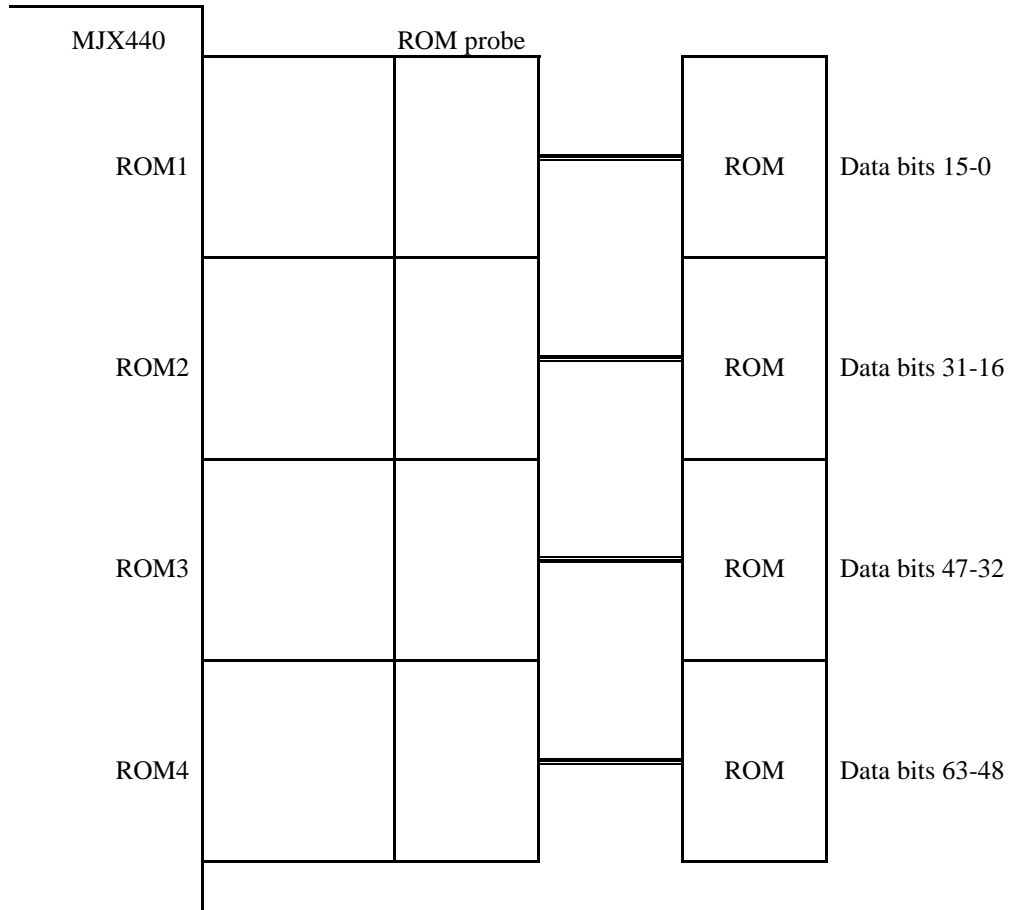 MJX440
ROM probe
ROM1
ROM
Data bits 15-0
ROM2
ROM
Data bits 31-16
ROM3
ROM
Data bits 47-32
ROM4
ROM
Data bits 63-48